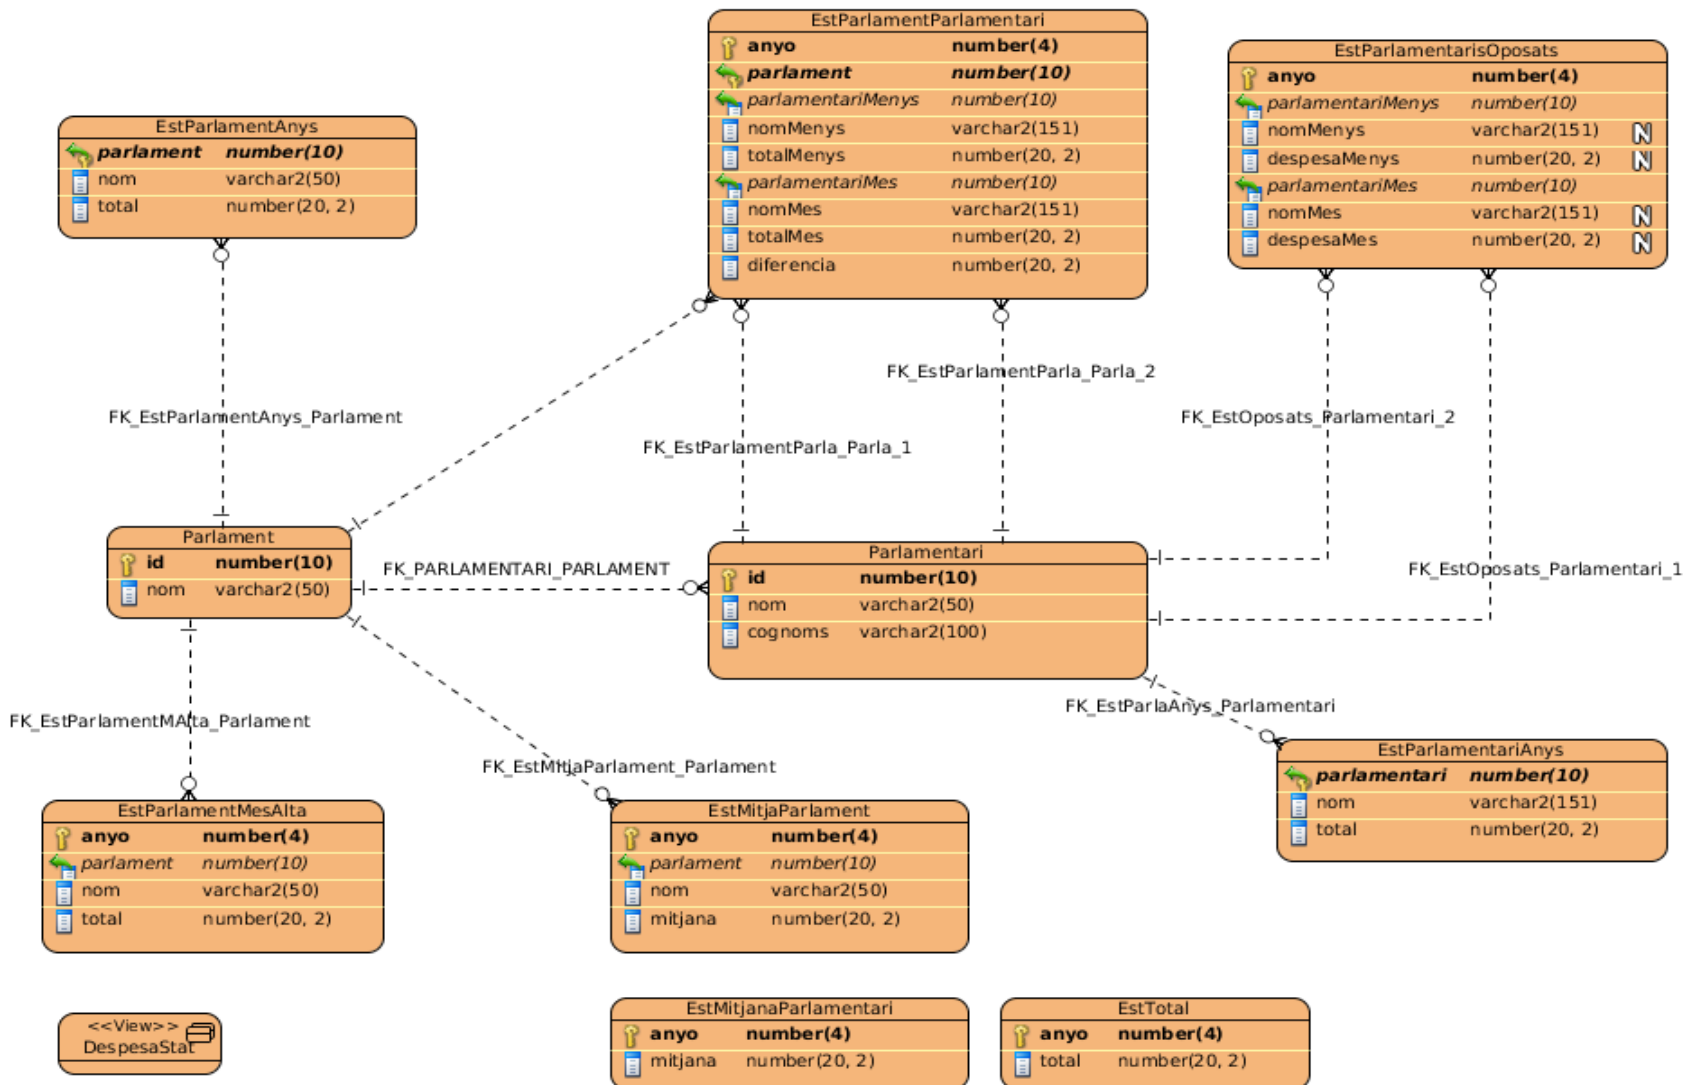 EstParlamentParlamentari
anyo number(4)
parlament number(10)
parlamentariMenys number(10)
nomMenys varchar2(151)
totalMenys number(20, 2)
parlamentariMes number(10)
nomMes varchar2(151)
totalMes number(20, 2)
diferencia number(20, 2)
EstParlamentarisOposats
anyo number(4)
parlamentariMenys number(10)
nomMenys varchar2(151) N
despesaMenys number(20, 2) N
parlamentariMes number(10)
nomMes varchar2(151) N
despesaMes number(20, 2) N
EstParlamentAnys
parlament number(10)
nom varchar2(50)
total number(20, 2)
FK_EstParlamentParla_Parla_2
FK_EstParlamentAnys_Parlament
FK_EstOposats_Parlamentari_2
FK_EstParlamentParla_Parla_1
Parlament
id number(10)
nom varchar2(50)
FK_PARLAMENTARI_PARLAMENT
Parlamentari
id number(10)
nom varchar2(50)
cognoms varchar2(100)
FK_EstOposats_Parlamentari_1
FK_EstParlaAnys_Parlamentari
FK_EstParlamentMAlta_Parlament
FK_EstMitjaParlament_Parlament
EstParlamentariAnys
parlamentari number(10)
nom varchar2(151)
total number(20, 2)
EstParlamentMesAlta
anyo number(4)
parlament number(10)
nom varchar2(50)
total number(20, 2)
EstMitjaParlament
anyo number(4)
parlament number(10)
nom varchar2(50)
mitjana number(20, 2)
<<View>>
DespesaStat
EstMitjanaParlamentari
anyo number(4)
mitjana number(20, 2)
EstTotal
anyo number(4)
total number(20, 2)